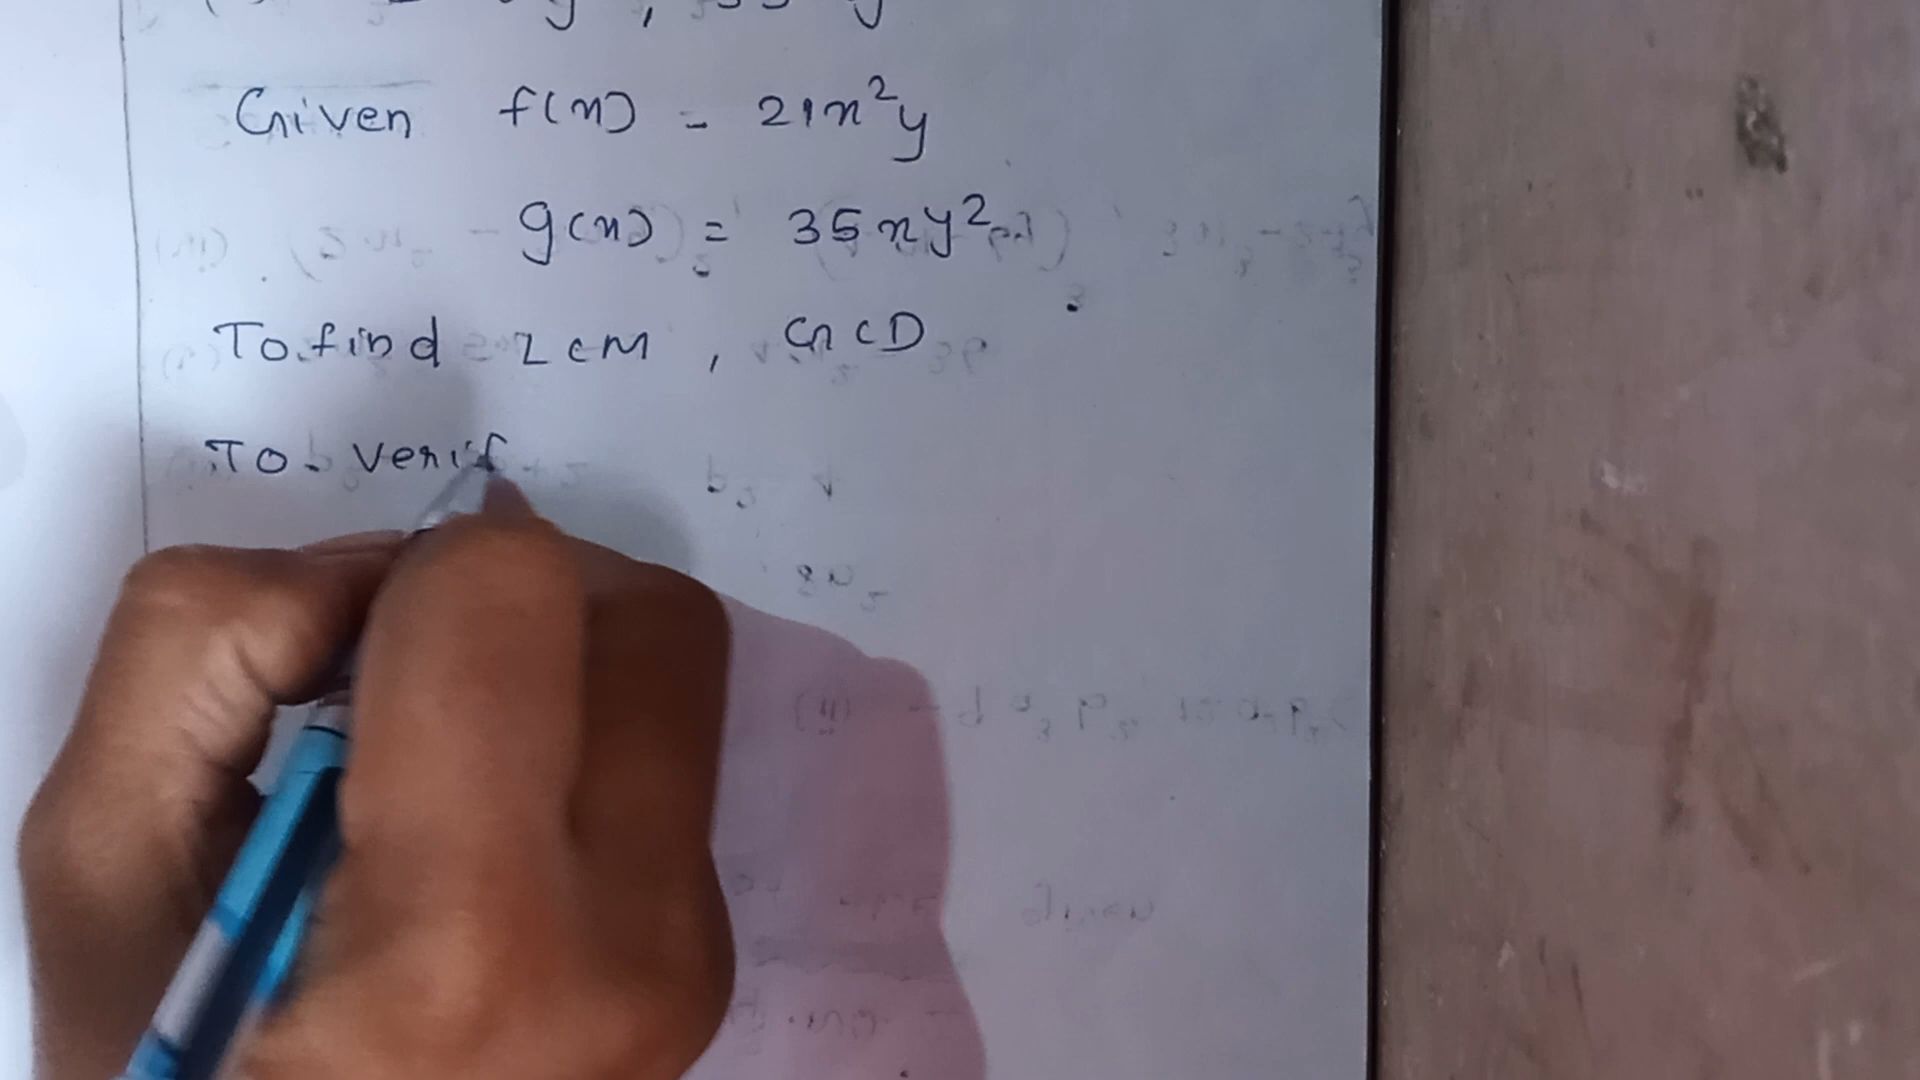 Given f(x) = 21x²y
g(x) = 35xy²
To find LCM, GCD
To verif